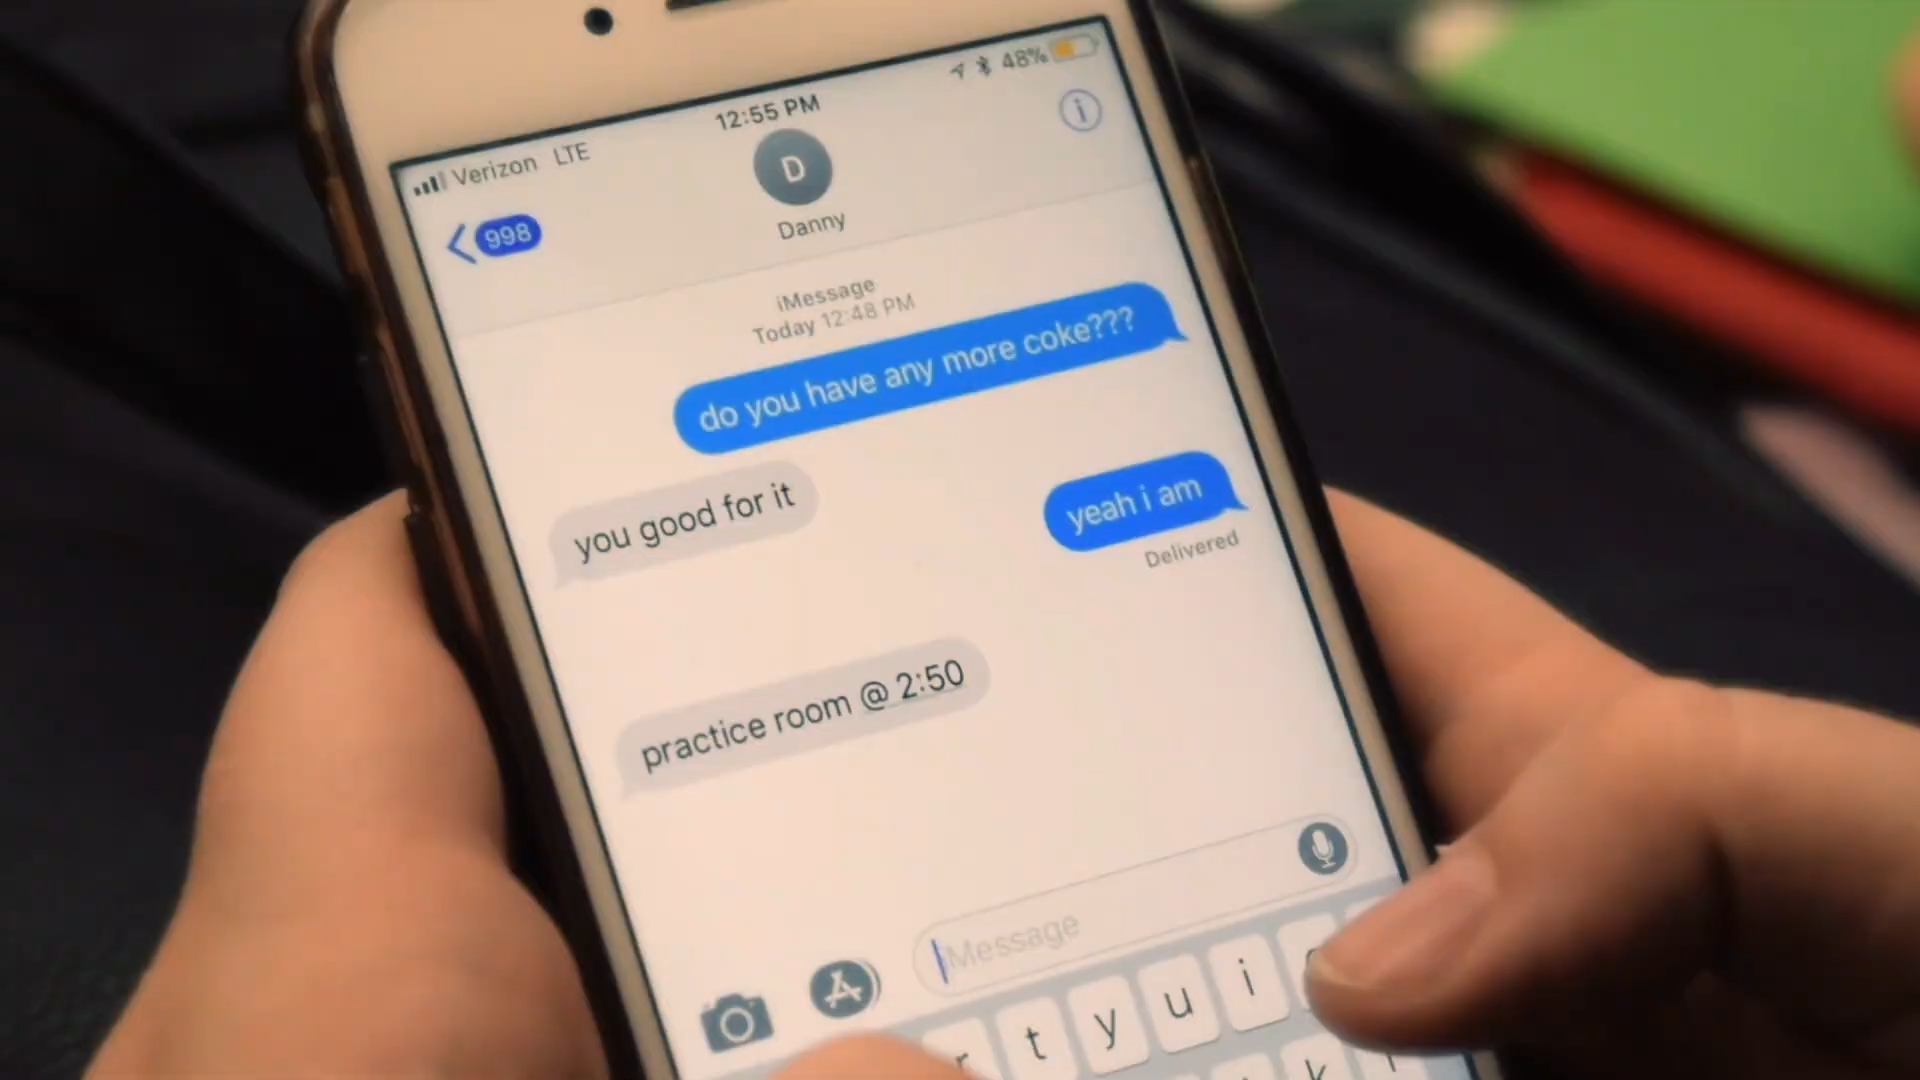 48%
12:55 PM
Verizon LTE
998
D
Danny
iMessage
Today 12:48 PM
do you have any more coke???
you good for it
yeah i am
Delivered
practice room @ 2:50
iMessage
r t y u i
k l